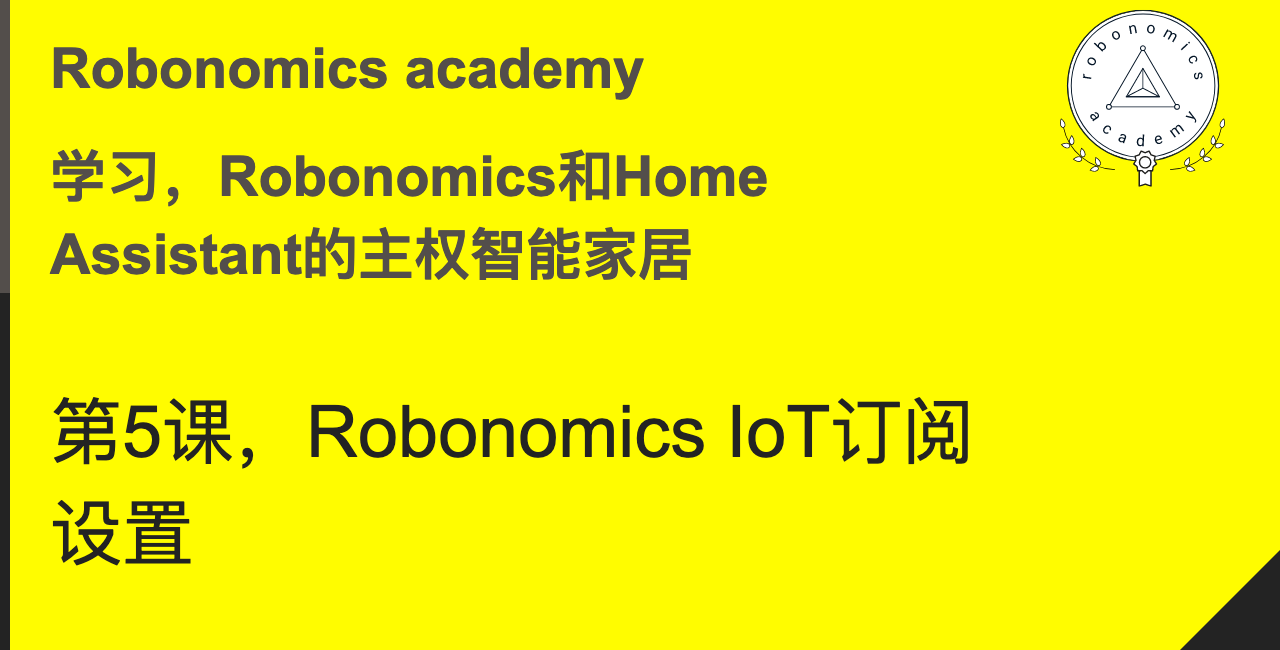 Robonomics academy
学习，Robonomics和Home
Assistant的主权智能家居
第5课，Robonomics IoT订阅
设置
robonomics
academy